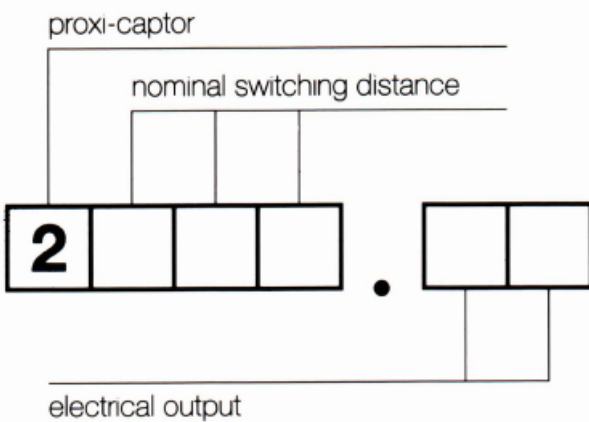 proxi-captor
nominal switching distance
2 .
electrical output